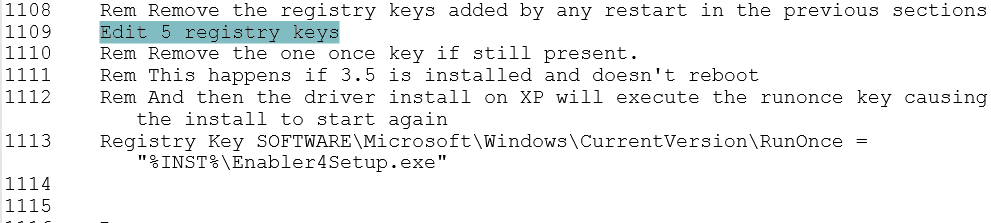 1108 Rem Remove the registry keys added by any restart in the previous sections
1109 Edit 5 registry keys
1110 Rem Remove the one once key if still present.
1111 Rem This happens if 3.5 is installed and doesn't reboot
1112 Rem And then the driver install on XP will execute the runonce key causing
the install to start again
1113 Registry Key SOFTWARE\Microsoft\Windows\CurrentVersion\RunOnce =
"%INST%\Enabler4Setup.exe"
1114
1115